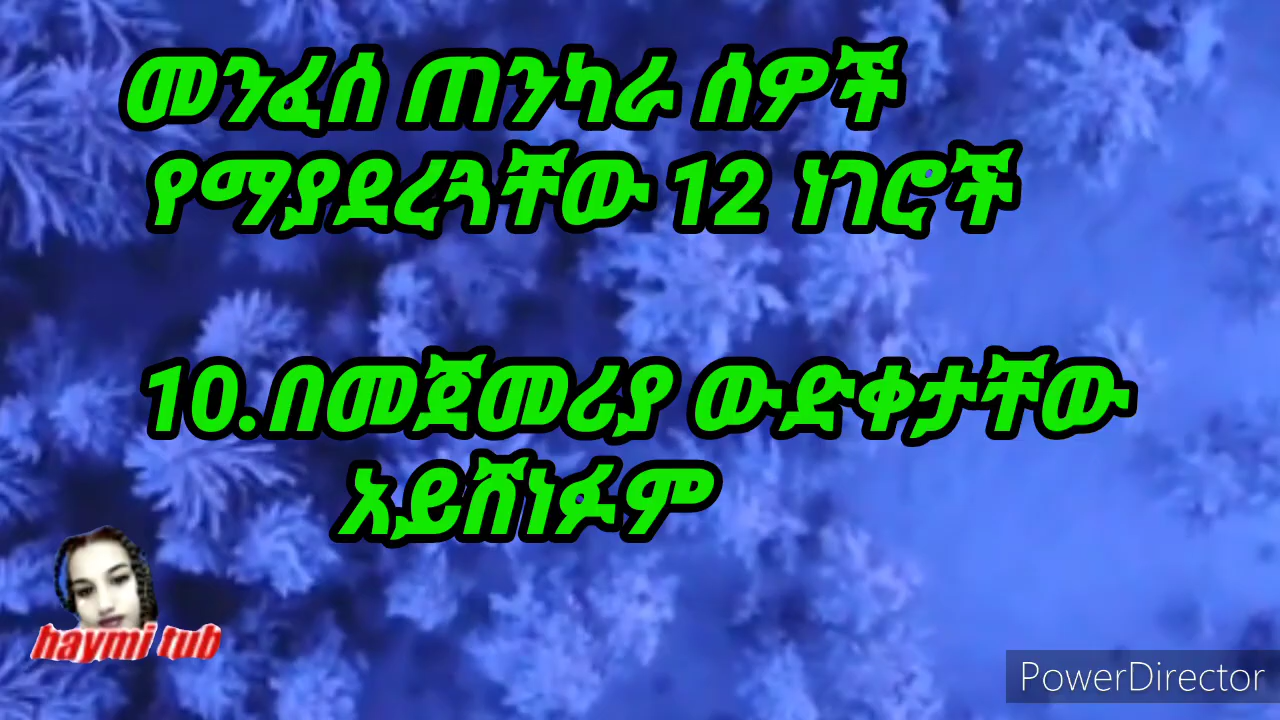 መንፈሰ ጠንካራ ሰዎች
የማያደረጓቸው 12 ነገሮች
10.በመጀመሪያ ውድቀታቸው
አይሸነፉም
haymi tub
PowerDirector